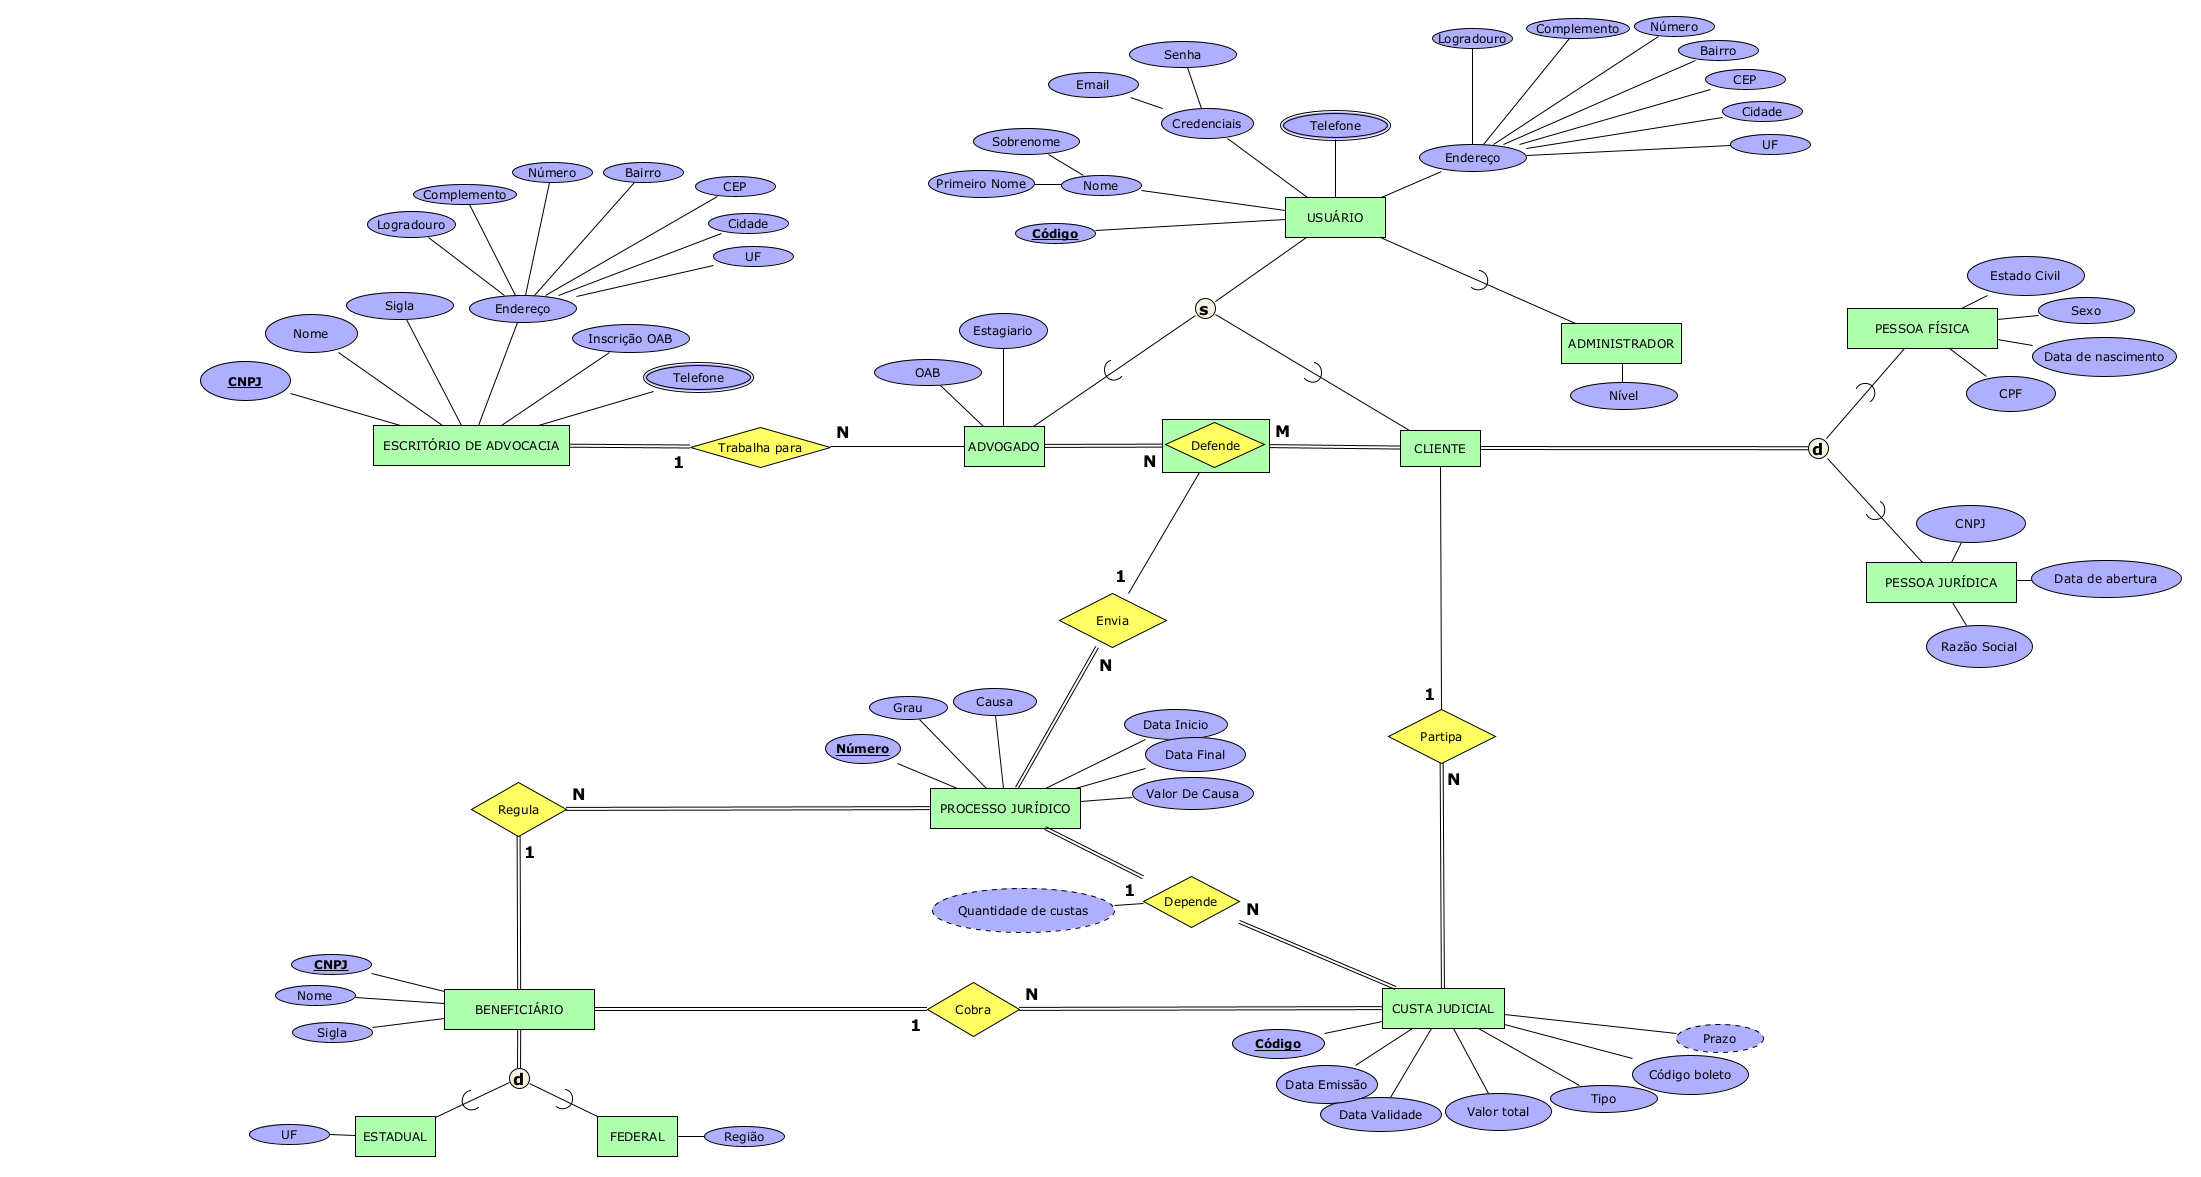 Logradouro
Complemento
Número
Bairro
CEP
Cidade
UF
Endereço
Senha
Email
Credenciais
Telefone
Sobrenome
Primeiro Nome
Nome
Código
USUÁRIO
Número
Bairro
Complemento
CEP
Logradouro
Cidade
UF
Endereço
Sigla
Nome
CNPJ
Inscrição OAB
Telefone
ESCRITÓRIO DE ADVOCACIA
1
Trabalha para
N
s
Estagiario
OAB
ADVOGADO
N
Defende
M
CLIENTE
ADMINISTRADOR
Nível
Estado Civil
PESSOA FÍSICA
Sexo
Data de nascimento
CPF
d
CNPJ
PESSOA JURÍDICA
Data de abertura
Razão Social
1
Envia
N
1
Partipa
N
Grau
Causa
Número
Data Inicio
Data Final
Valor De Causa
PROCESSO JURÍDICO
N
Regula
1
1
Depende
N
Quantidade de custas
CNPJ
Nome
Sigla
BENEFICIÁRIO
1
Cobra
N
CUSTA JUDICIAL
Código
Data Emissão
Data Validade
Valor total
Tipo
Código boleto
Prazo
d
UF
ESTADUAL
FEDERAL
Região